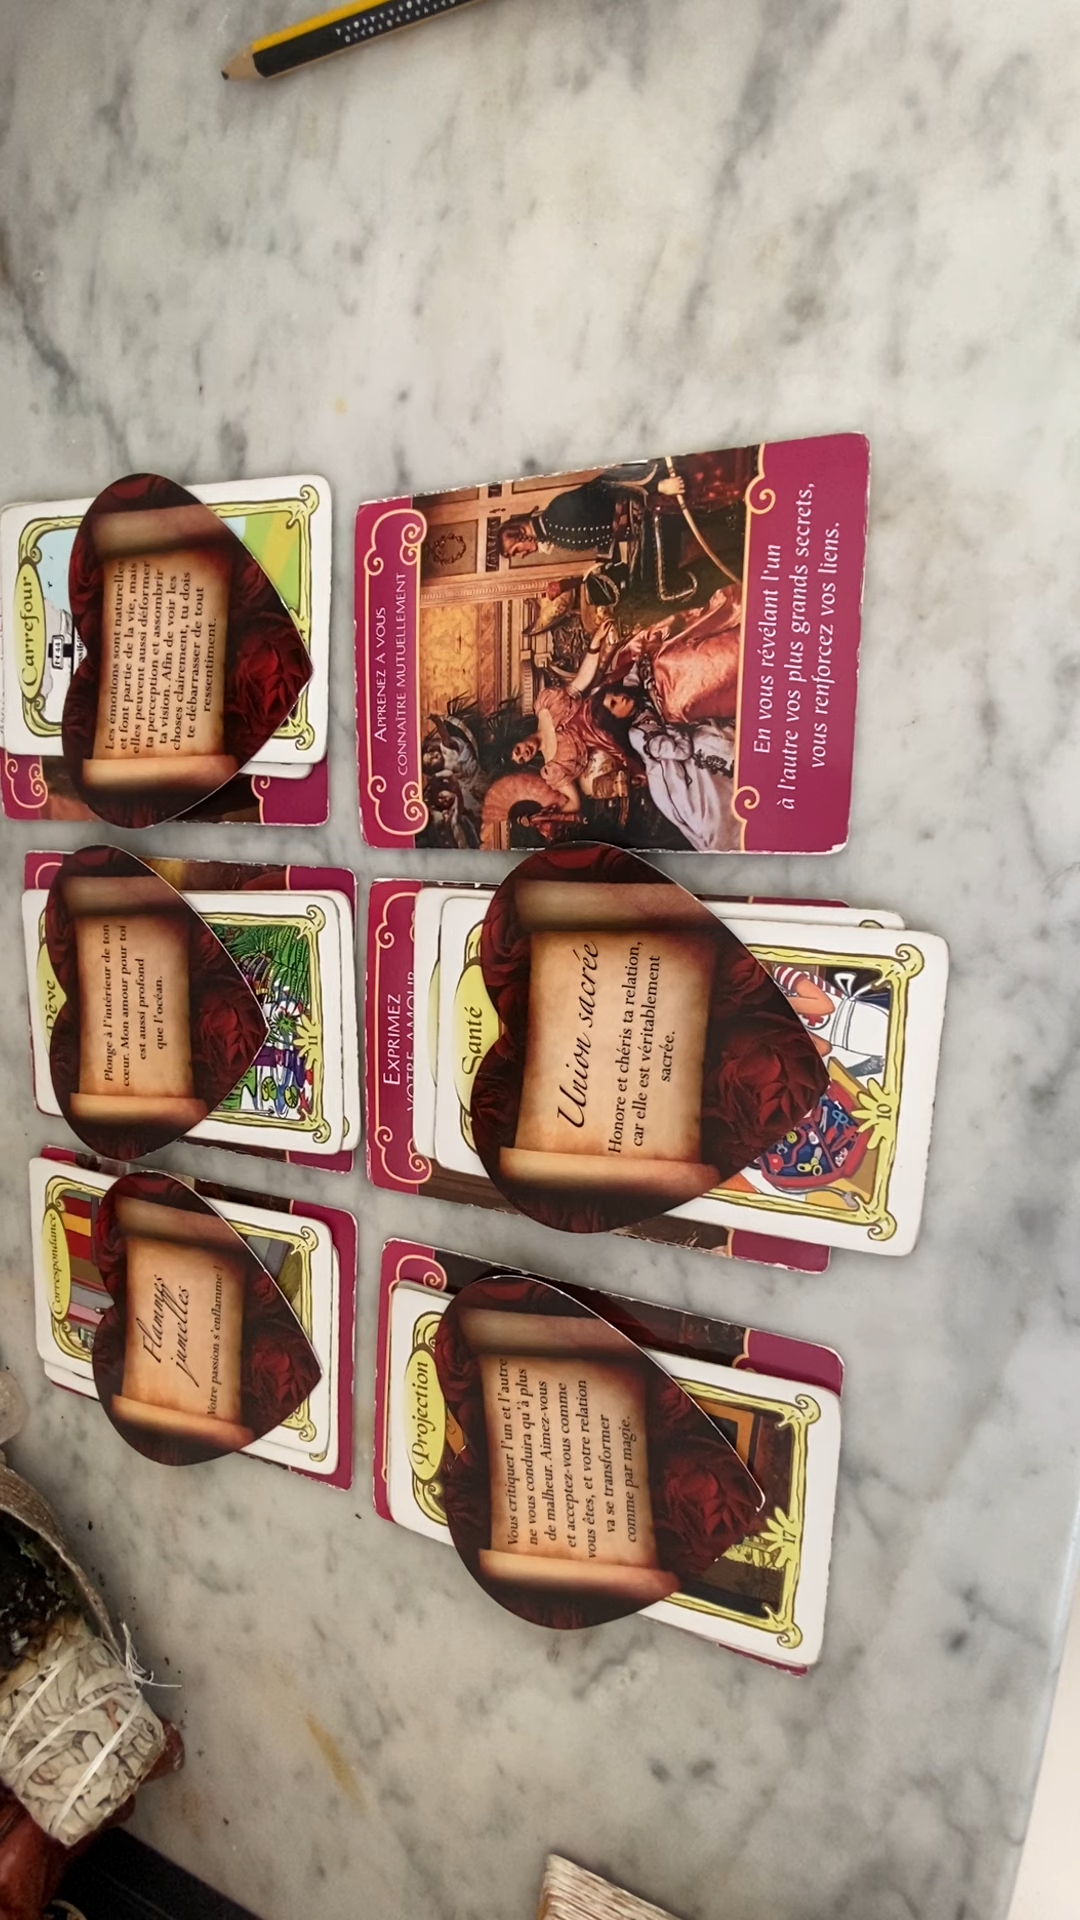 Correspondance
Flammes
jumelles
Votre passion s'enflamme !
Rêve
Plonge à l'intérieur de ton
cœur. Mon amour pour toi
est aussi profond
que l'océan.
11
Carrefour
Les émotions sont naturelles
et font partie de la vie, mais
elles peuvent aussi déformer
ta perception et assombrir
ta vision. Afin de voir les
choses clairement, tu dois
te débarrasser de tout
ressentiment.
Projection
Vous critiquer l'un et l'autre
ne vous conduira qu'à plus
de malheur. Aimez-vous
et acceptez-vous comme
vous êtes, et votre relation
va se transformer
comme par magie.
17
EXPRIMEZ
VOTRE AMOUR
Santé
Union sacrée
Honore et chéris ta relation,
car elle est véritablement
sacrée.
10
APPRENEZ À VOUS
CONNAÎTRE MUTUELLEMENT
En vous révélant l'un
à l'autre vos plus grands secrets,
vous renforcez vos liens.